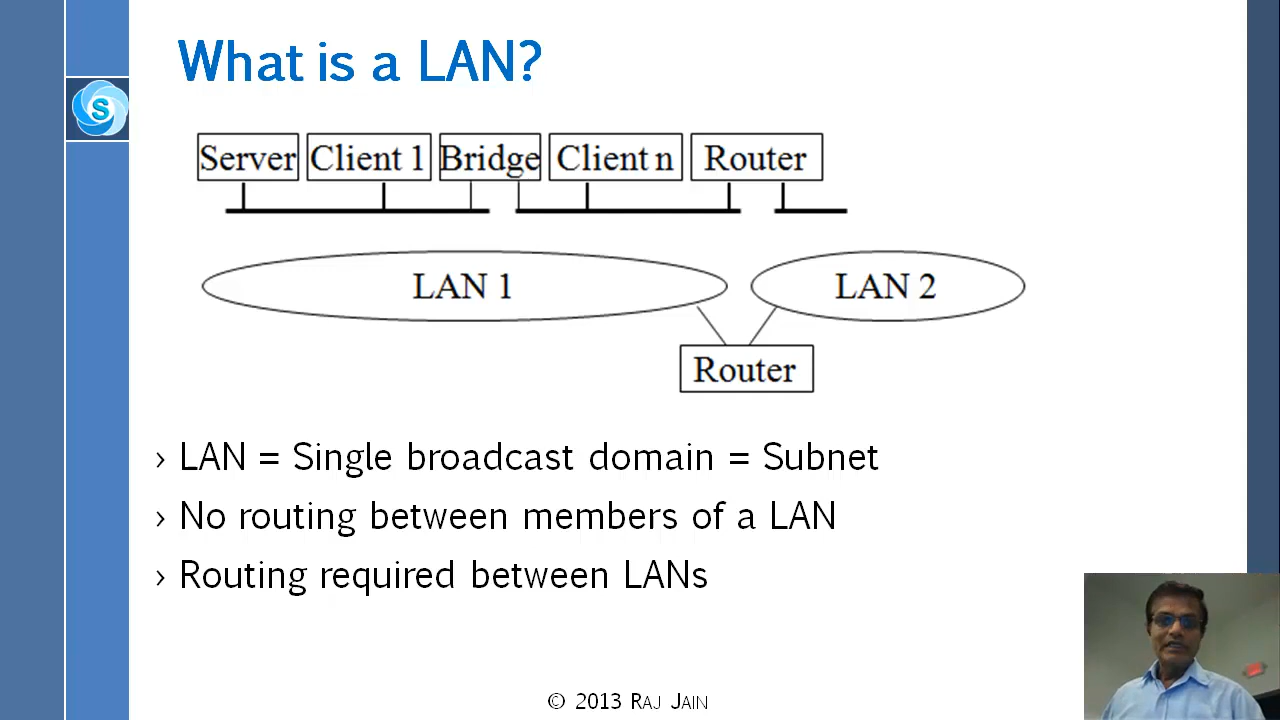 What is a LAN?
S
Server Client 1 Bridge Client n Router
LAN 1 LAN 2
Router
› LAN = Single broadcast domain = Subnet
› No routing between members of a LAN
› Routing required between LANs
© 2013 RAJ JAIN